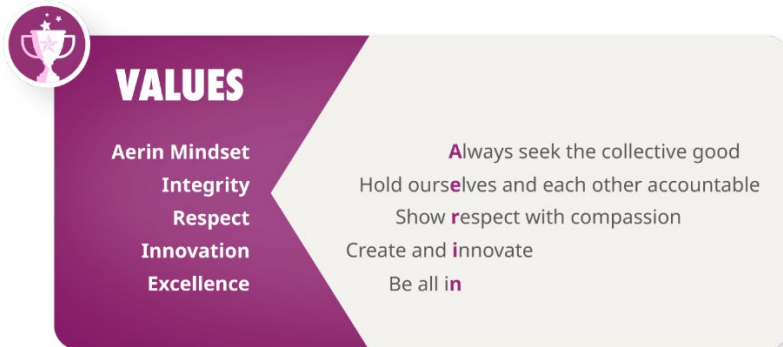 VALUES
Aerin Mindset Always seek the collective good
Integrity Hold ourselves and each other accountable
Respect Show respect with compassion
Innovation Create and innovate
Excellence Be all in